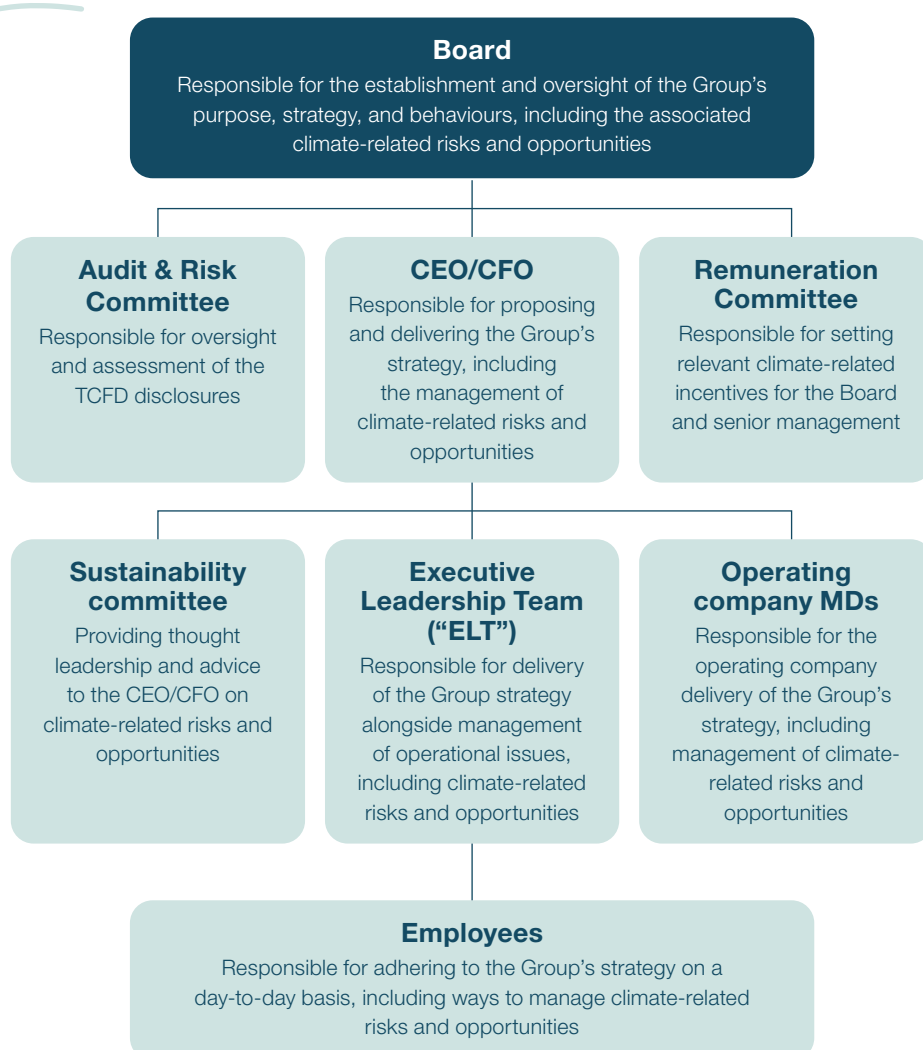 Board
Responsible for the establishment and oversight of the Group’s
purpose, strategy, and behaviours, including the associated
climate-related risks and opportunities
Audit & Risk
Committee
Responsible for oversight
and assessment of the
TCFD disclosures
CEO/CFO
Responsible for proposing
and delivering the Group’s
strategy, including
the management of
climate-related risks and
opportunities
Remuneration
Committee
Responsible for setting
relevant climate-related
incentives for the Board
and senior management
Sustainability
committee
Providing thought
leadership and advice
to the CEO/CFO on
climate-related risks and
opportunities
Executive
Leadership Team
(“ELT”)
Responsible for delivery
of the Group strategy
alongside management
of operational issues,
including climate-related
risks and opportunities
Operating
company MDs
Responsible for the
operating company
delivery of the Group’s
strategy, including
management of climate-
related risks and
opportunities
Employees
Responsible for adhering to the Group’s strategy on a
day-to-day basis, including ways to manage climate-related
risks and opportunities